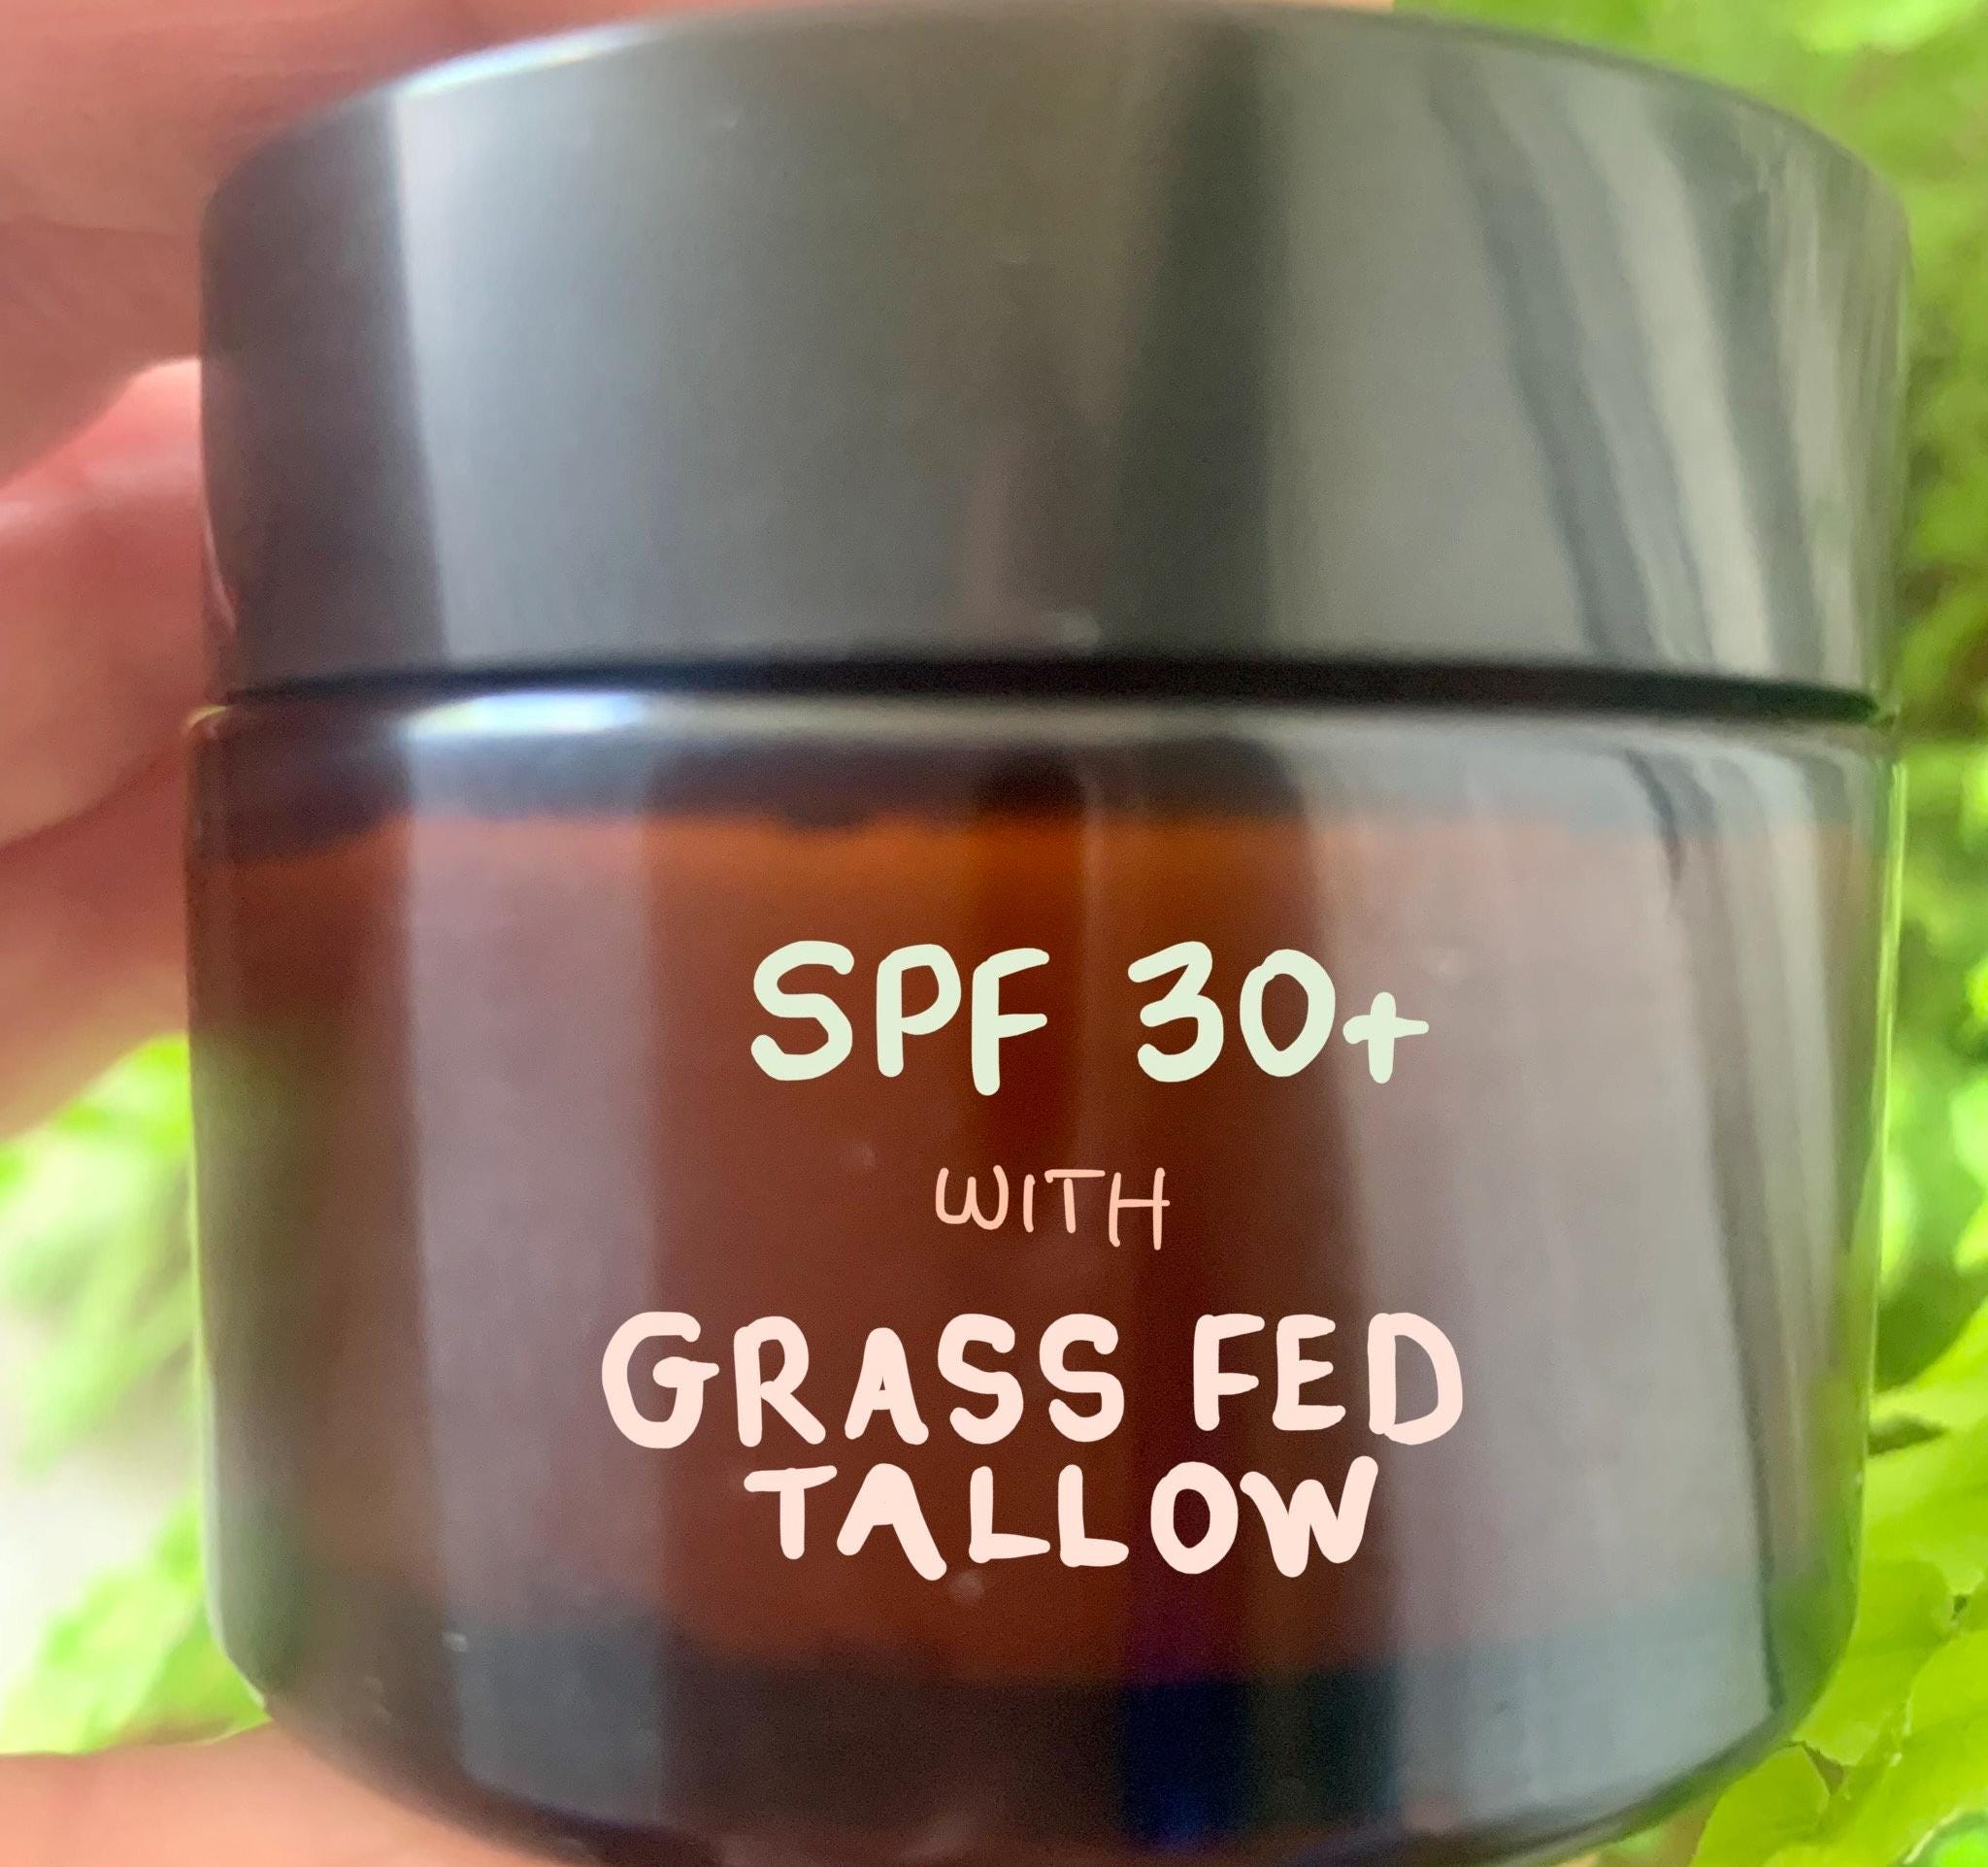 SPF 30+
WITH
GRASS FED
TALLOW